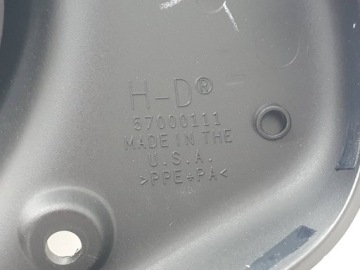 H-D®
57000111
MADE IN THE
U.S.A.
>PPE+PA<